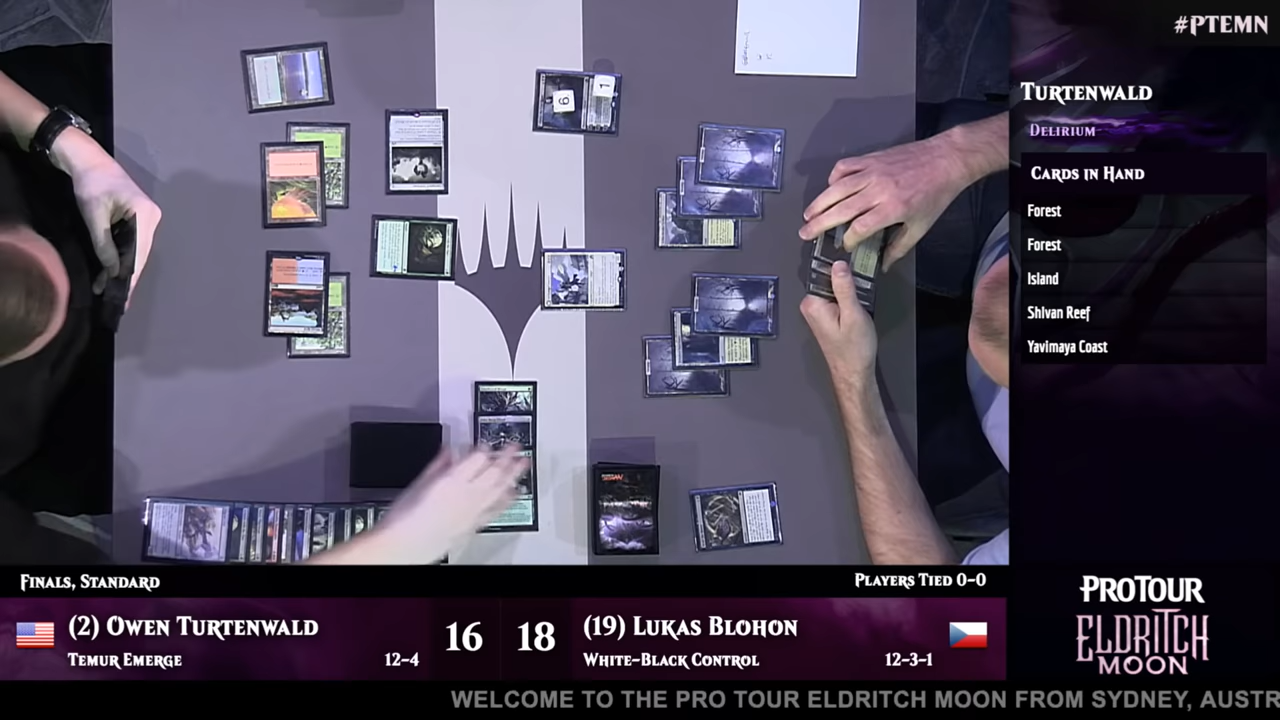 #PTEMN
TURTENWALD
DELIRIUM
CARDS IN HAND
Forest
Forest
Island
Shivan Reef
Yavimaya Coast
9
1
FINALS, STANDARD
PLAYERS TIED 0-0
(2) OWEN TURTENWALD
16
18
(19) LUKAS BLOHON
TEMUR EMERGE
12-4
WHITE-BLACK CONTROL
12-3-1
PROTOUR
ELDRITCH
MOON
WELCOME TO THE PRO TOUR ELDRITCH MOON FROM SYDNEY, AUSTR